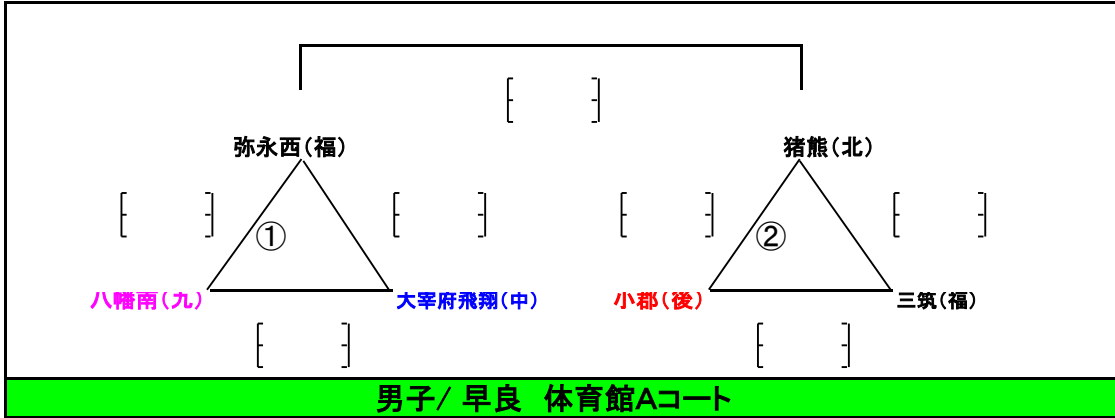 弥永西(福)
猪熊(北)
①
②
八幡南(九)
大宰府飛翔(中)
小郡(後)
三筑(福)
男子/ 早良 体育館Aコート